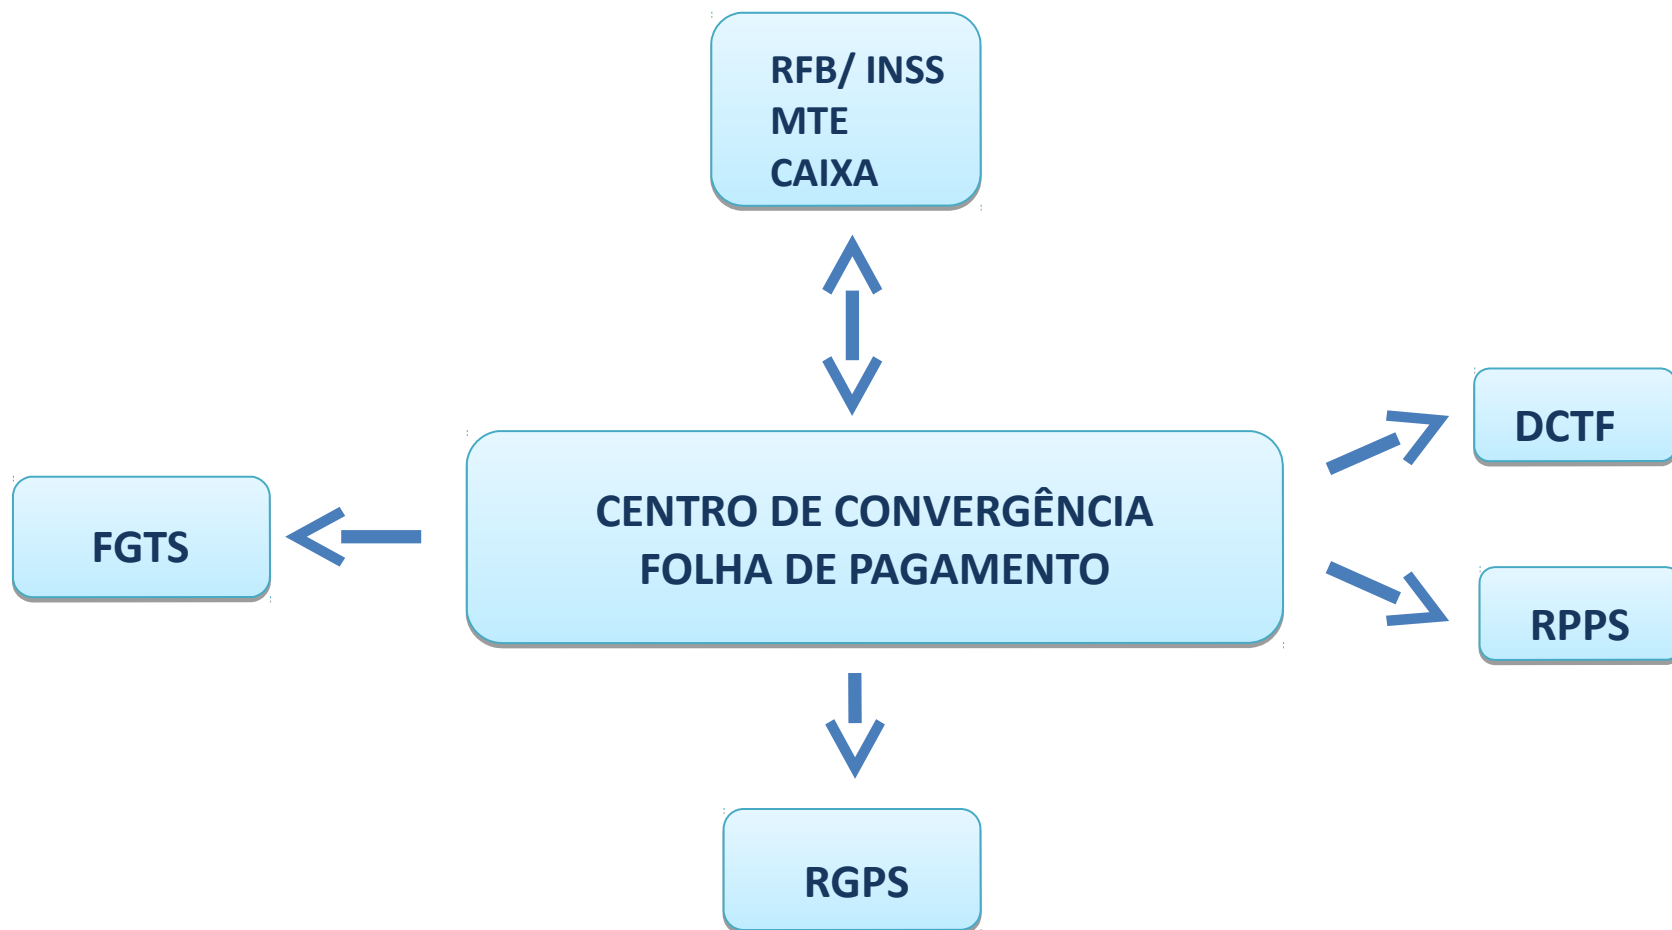 RFB/ INSS
MTE
CAIXA
DCTF
CENTRO DE CONVERGÊNCIA
FOLHA DE PAGAMENTO
FGTS
RPPS
RGPS